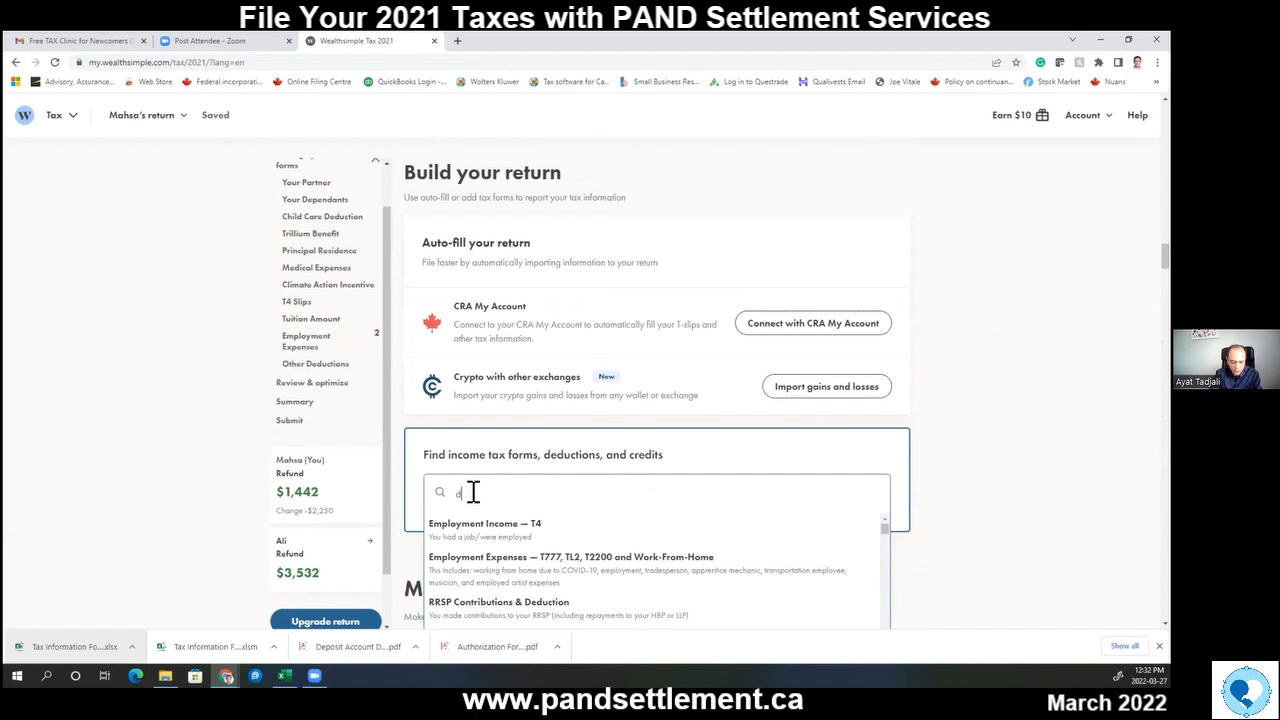 File Your 2021 Taxes with PAND Settlement Services
Free TAX Clinic for Newcomers (
Post Attendee - Zoom
Wealthsimple Tax 2021
my.wealthsimple.com/tax/2021/?lang=en
Advisory, Assurance...
Web Store
Federal incorporati...
Online Filing Centre
QuickBooks Login -...
Wolters Kluwer
Tax software for Ca...
Small Business Res...
Log in to Questrade
Qualivests Email
Joe Vitale
Policy on continuan...
Stock Market
Nuans
Tax
Mahsa's return
Saved
Earn $10
Account
Help
forms
Your Partner
Your Dependants
Child Care Deduction
Trillium Benefit
Principal Residence
Medical Expenses
Climate Action Incentive
T4 Slips
Tuition Amount
Employment
Expenses
2
Other Deductions
Review & optimize
Summary
Submit
Mahsa (You)
Refund
$1,442
Change -$2,250
Ali
Refund
$3,532
Upgrade return
Build your return
Use auto-fill or add tax forms to report your tax information
Auto-fill your return
File faster by automatically importing information to your return
CRA My Account
Connect to your CRA My Account to automatically fill your T-slips and
other tax information.
Connect with CRA My Account
Crypto with other exchanges
New
Import your crypto gains and losses from any wallet or exchange
Import gains and losses
Find income tax forms, deductions, and credits
d
Employment Income — T4
You had a job/were employed
Employment Expenses — T777, TL2, T2200 and Work-From-Home
This includes: working from home due to COVID-19, employment, tradesperson, apprentice mechanic, transportation employee,
musician, and employed artist expenses
RRSP Contributions & Deduction
You made contributions to your RRSP (including repayments to your HBP or LLP)
Ayat Tadjalli
Tax Information Fo....xlsx
Tax Information F....xlsm
Deposit Account D....pdf
Authorization For....pdf
Show all
12:32 PM
2022-03-27
www.pandsettlement.ca
March 2022